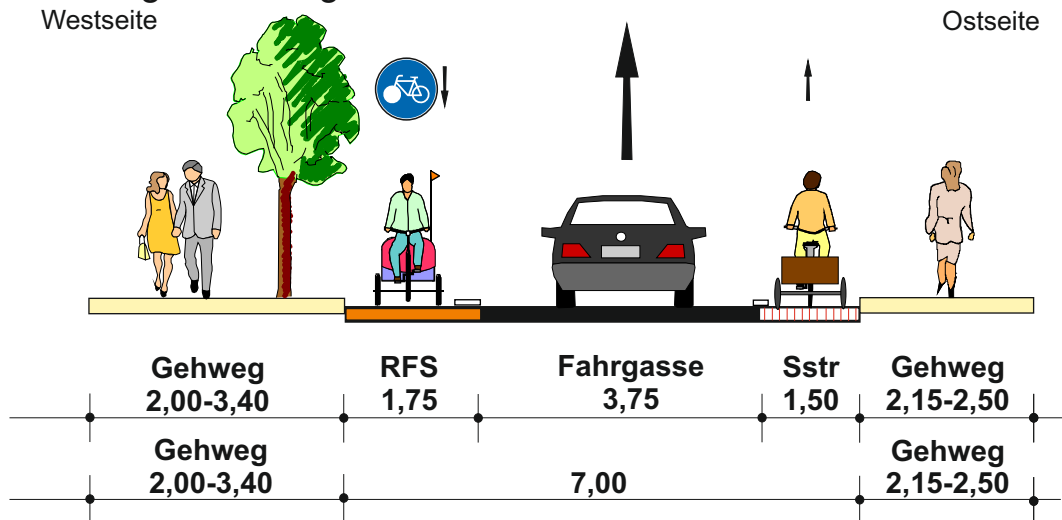 Westseite
Ostseite
Gehweg
2,00-3,40
RFS
1,75
Fahrgasse
3,75
Sstr
1,50
Gehweg
2,15-2,50
Gehweg
2,00-3,40
7,00
Gehweg
2,15-2,50